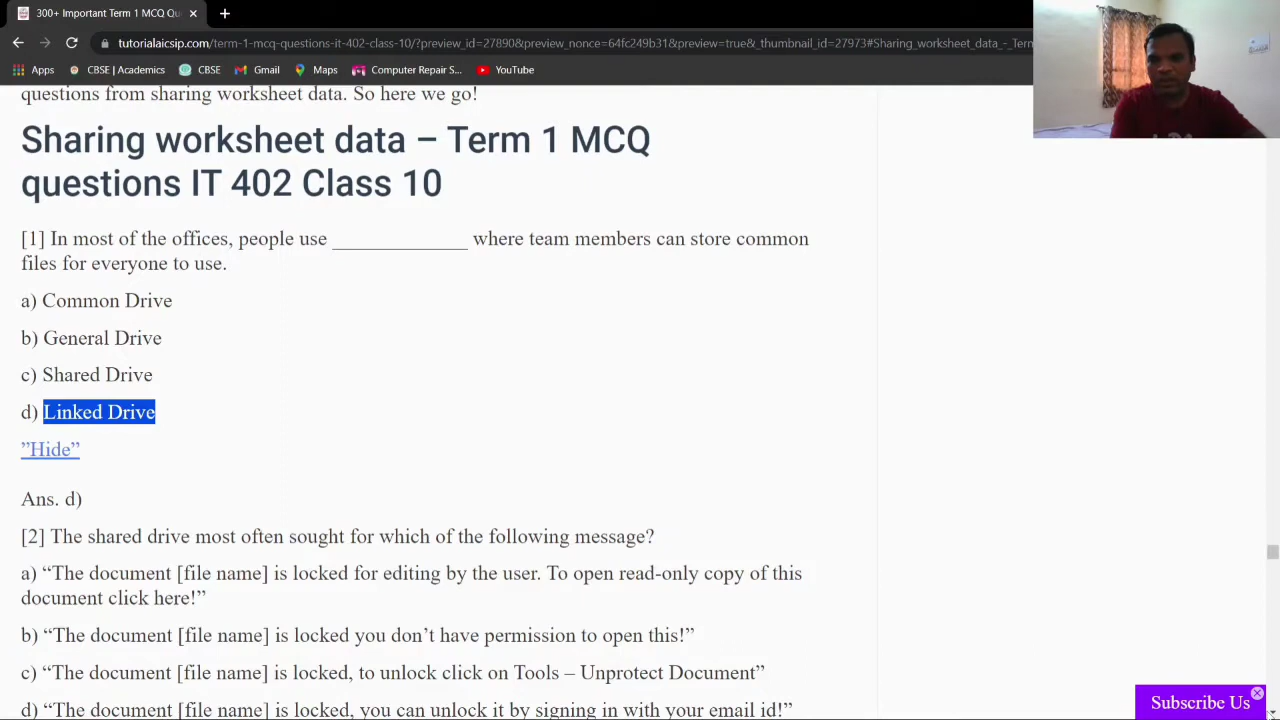 300+ Important Term 1 MCQ Qu
tutorialaicsip.com/term-1-mcq-questions-it-402-class-10/?preview_id=27890&preview_nonce=64fc249b31&preview=true&_thumbnail_id=27973#Sharing_worksheet_data_-_Ter
Apps CBSE | Academics CBSE Gmail Maps Computer Repair S... YouTube
questions from sharing worksheet data. So here we go!
Sharing worksheet data – Term 1 MCQ
questions IT 402 Class 10
[1] In most of the offices, people use _____________ where team members can store common
files for everyone to use.
a) Common Drive
b) General Drive
c) Shared Drive
d) Linked Drive
”Hide”
Ans. d)
[2] The shared drive most often sought for which of the following message?
a) “The document [file name] is locked for editing by the user. To open read-only copy of this
document click here!”
b) “The document [file name] is locked you don’t have permission to open this!”
c) “The document [file name] is locked, to unlock click on Tools – Unprotect Document”
d) “The document [file name] is locked, you can unlock it by signing in with your email id!”
Subscribe Us